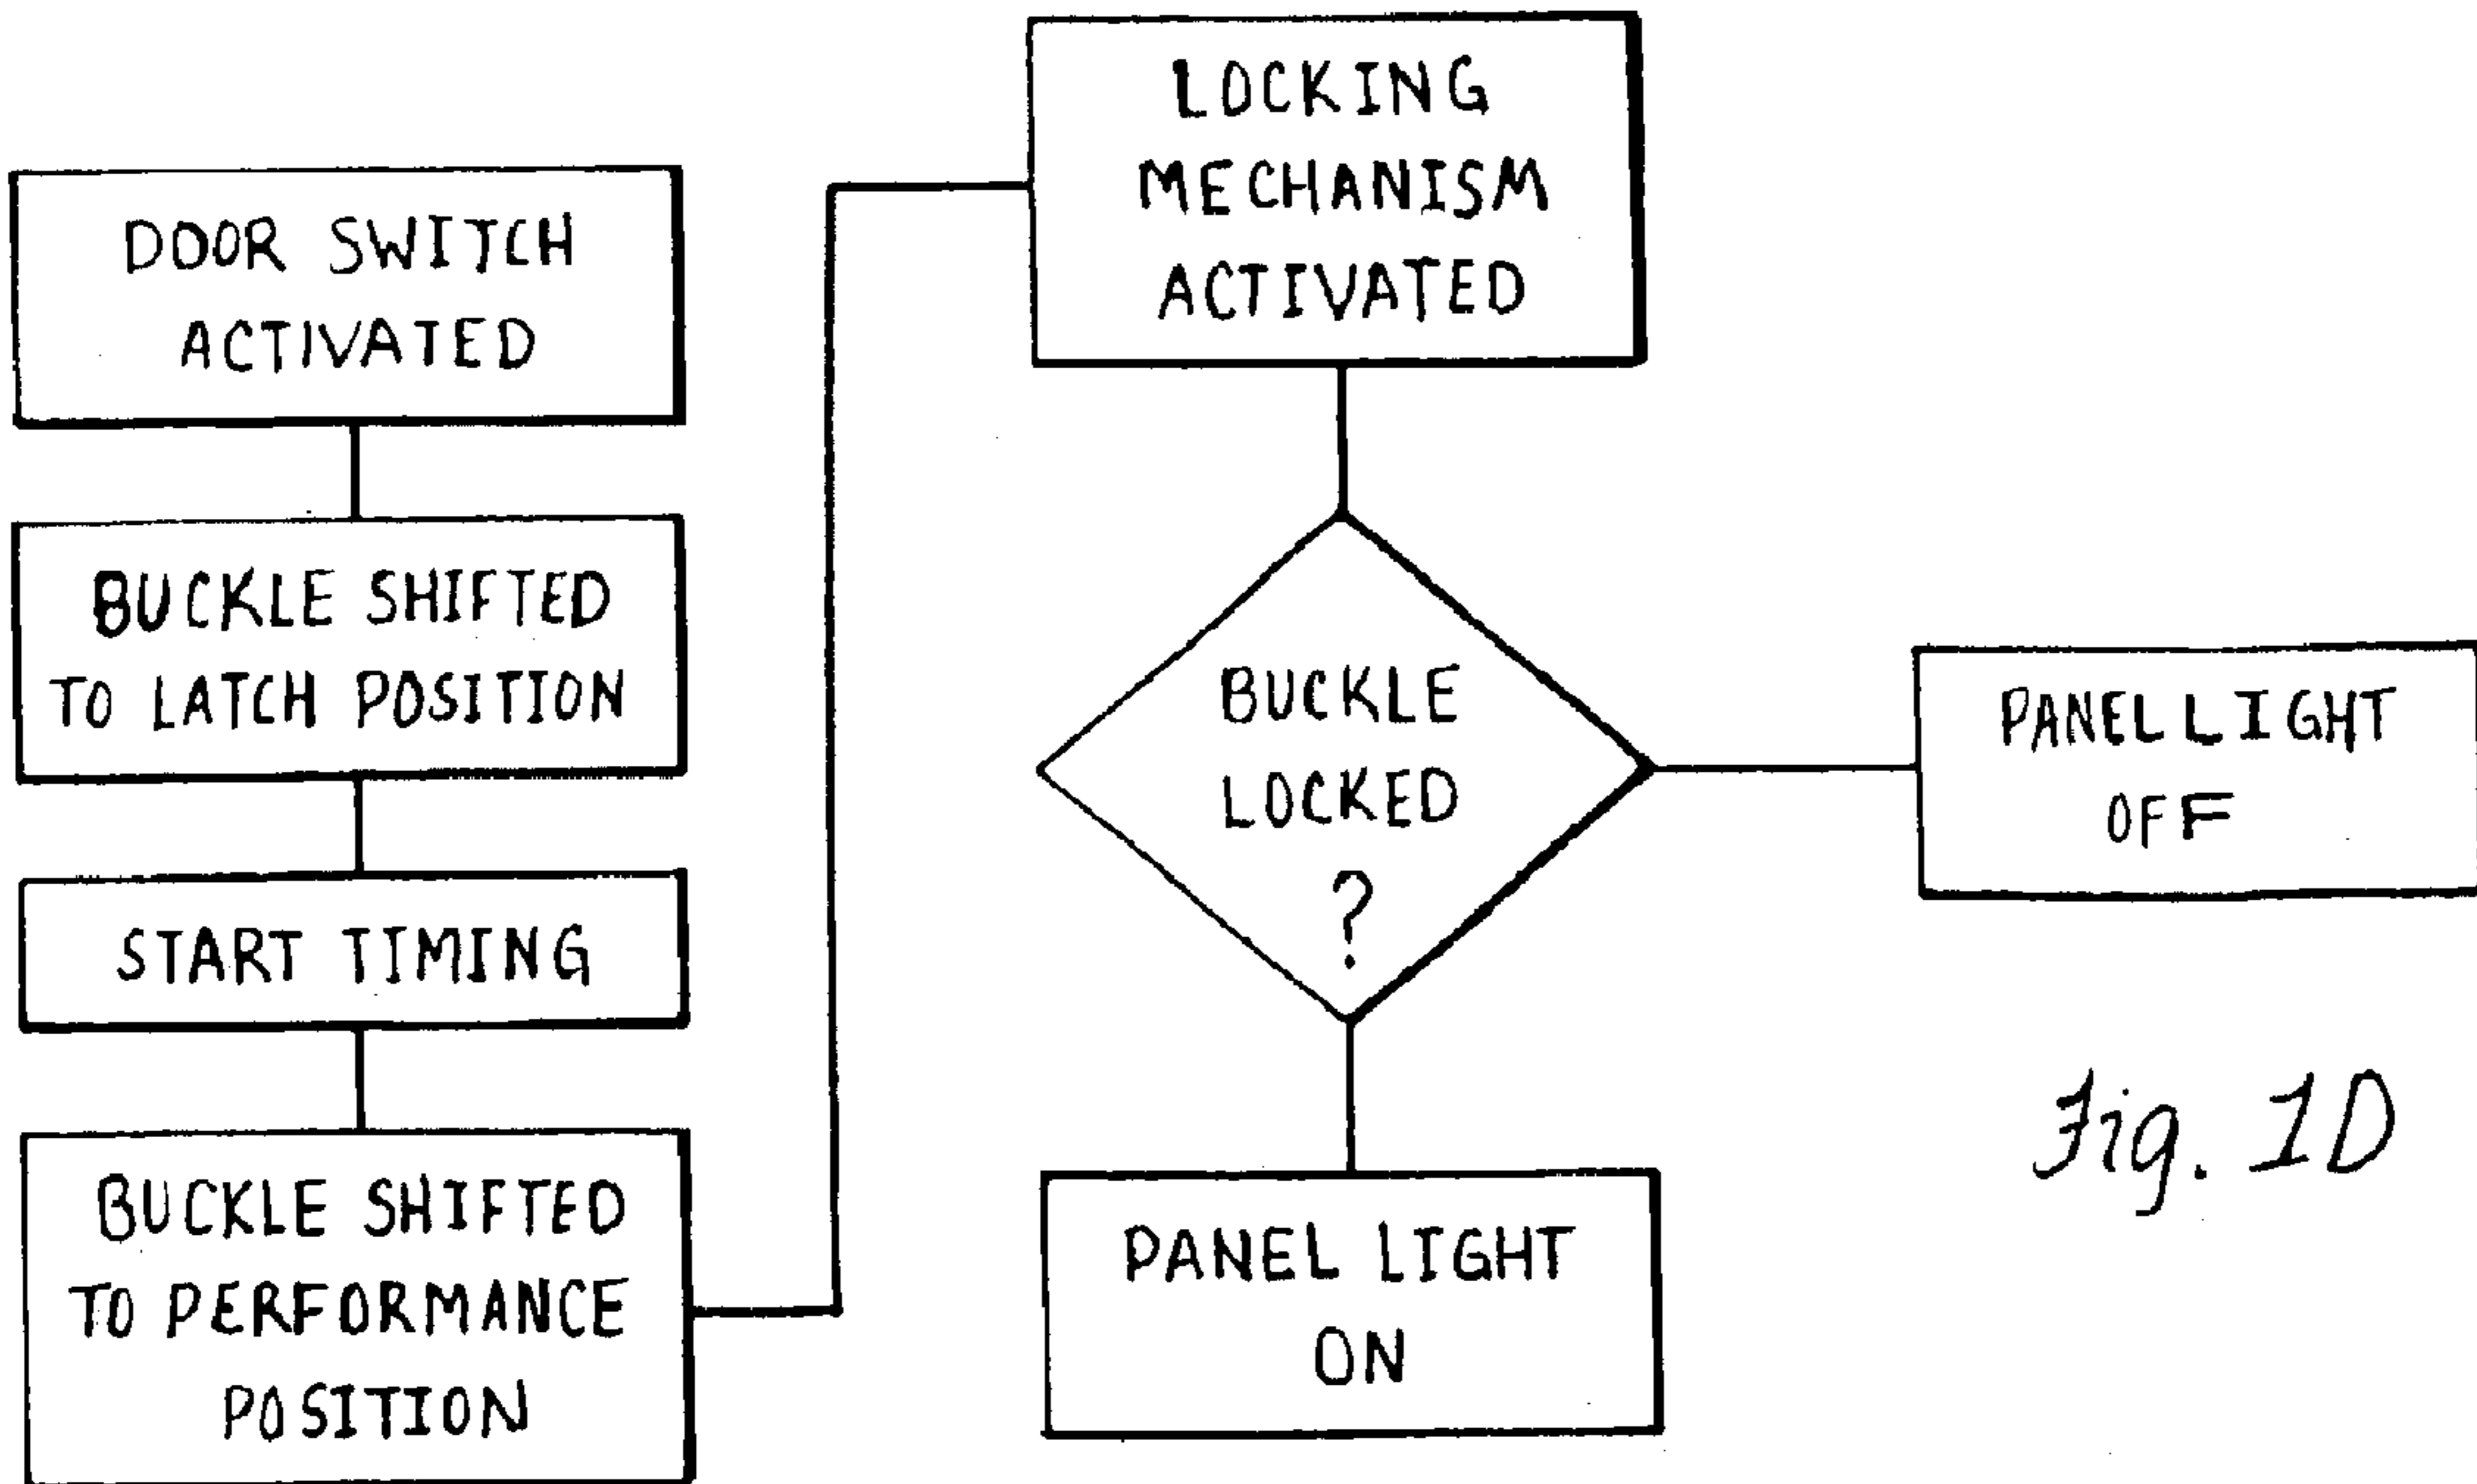 DOOR SWITCH
ACTIVATED
BUCKLE SHIFTED
TO LATCH POSITION
START TIMING
BUCKLE SHIFTED
TO PERFORMANCE
POSITION
LOCKING
MECHANISM
ACTIVATED
BUCKLE
LOCKED
?
PANEL LIGHT
OFF
PANEL LIGHT
ON
Fig. 1D